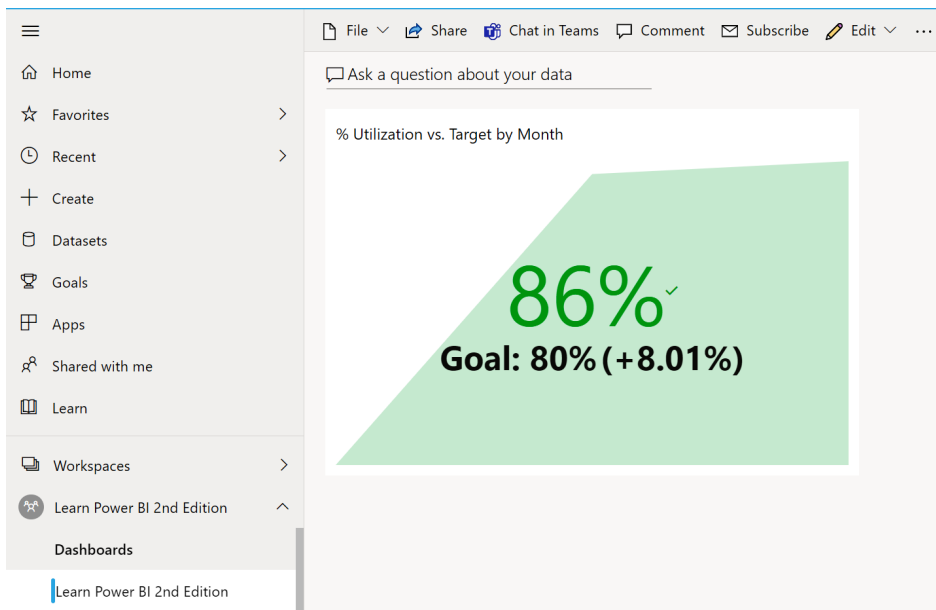 File
Share
Chat in Teams
Comment
Subscribe
Edit
...
Home
Favorites
Recent
Create
Datasets
Goals
Apps
Shared with me
Learn
Workspaces
Learn Power BI 2nd Edition
Dashboards
Learn Power BI 2nd Edition
Ask a question about your data
% Utilization vs. Target by Month
86%
Goal: 80% (+8.01%)